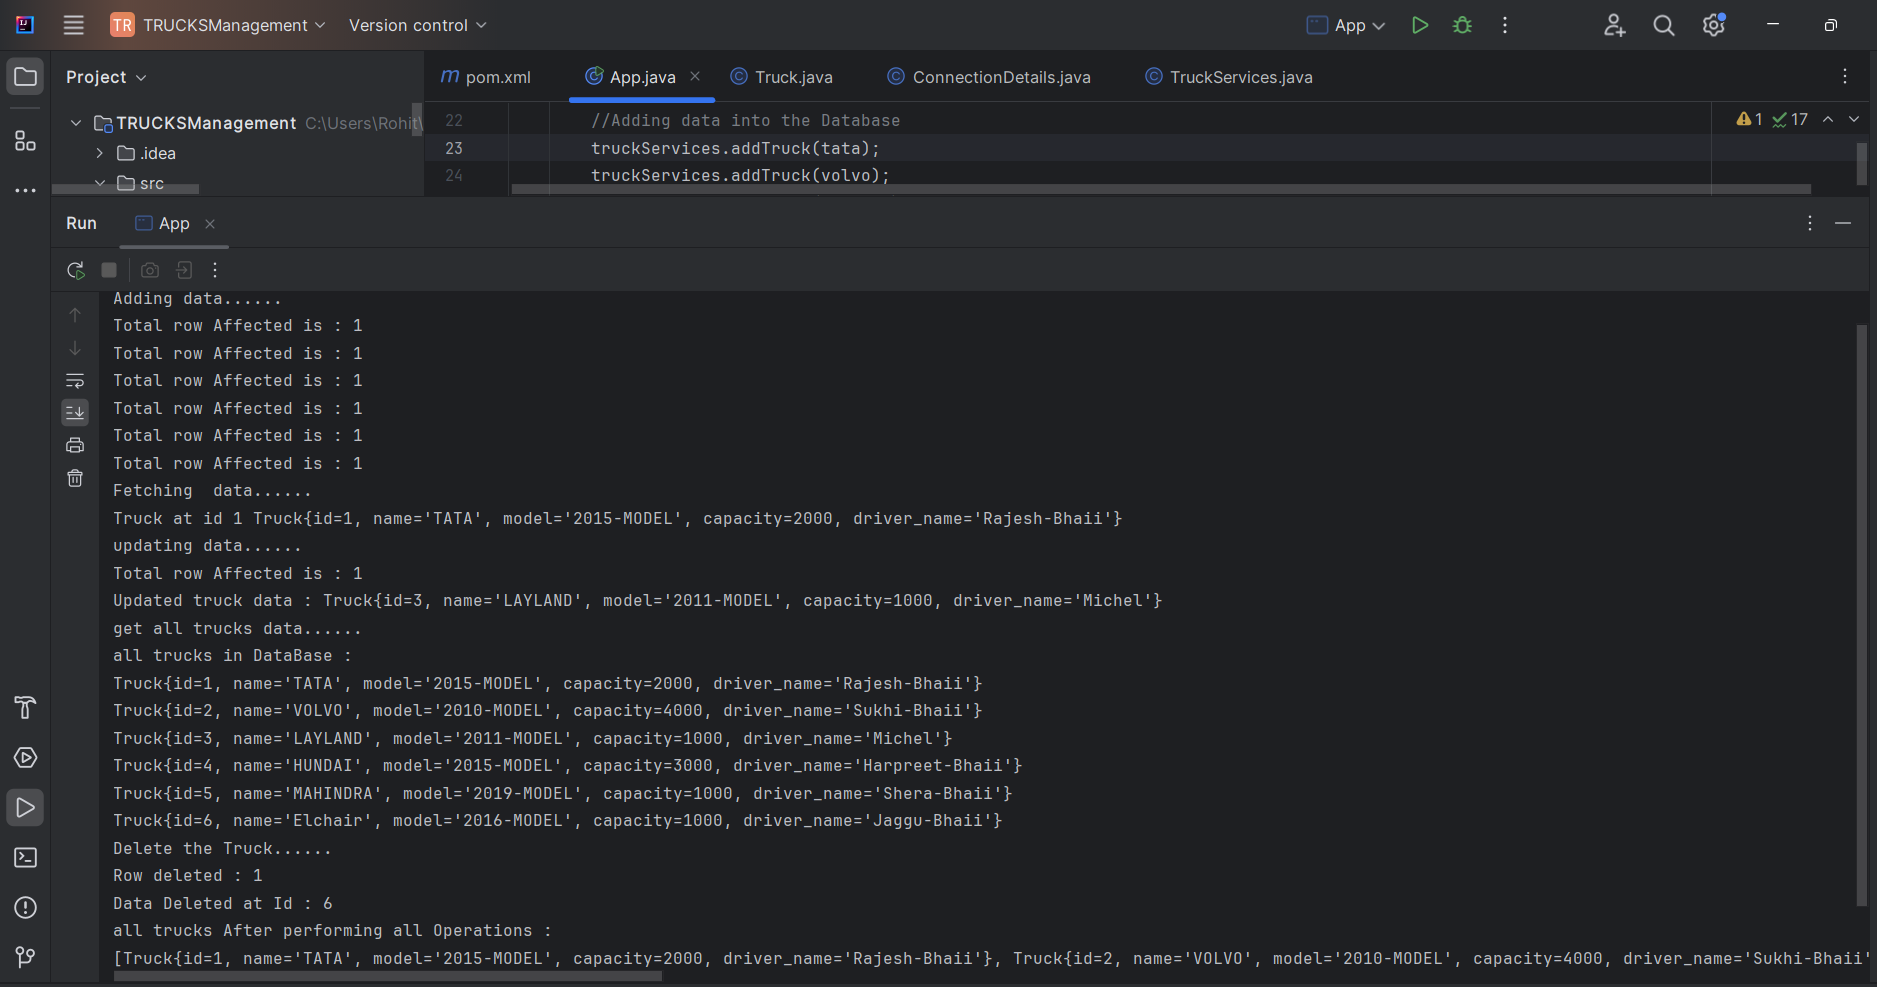 TR TRUCKSManagement Version control App
Project
pom.xml App.java Truck.java ConnectionDetails.java TruckServices.java
TRUCKSManagement C:\Users\Rohit\
.idea
src
22 //Adding data into the Database
1 17
23 truckServices.addTruck(tata);
24 truckServices.addTruck(volvo);
Run App
Adding data......
Total row Affected is : 1
Total row Affected is : 1
Total row Affected is : 1
Total row Affected is : 1
Total row Affected is : 1
Total row Affected is : 1
Fetching  data......
Truck at id 1 Truck{id=1, name='TATA', model='2015-MODEL', capacity=2000, driver_name='Rajesh-Bhaii'}
updating data......
Total row Affected is : 1
Updated truck data : Truck{id=3, name='LAYLAND', model='2011-MODEL', capacity=1000, driver_name='Michel'}
get all trucks data......
all trucks in DataBase :
Truck{id=1, name='TATA', model='2015-MODEL', capacity=2000, driver_name='Rajesh-Bhaii'}
Truck{id=2, name='VOLVO', model='2010-MODEL', capacity=4000, driver_name='Sukhi-Bhaii'}
Truck{id=3, name='LAYLAND', model='2011-MODEL', capacity=1000, driver_name='Michel'}
Truck{id=4, name='HUNDAI', model='2015-MODEL', capacity=3000, driver_name='Harpreet-Bhaii'}
Truck{id=5, name='MAHINDRA', model='2019-MODEL', capacity=1000, driver_name='Shera-Bhaii'}
Truck{id=6, name='Elchair', model='2016-MODEL', capacity=1000, driver_name='Jaggu-Bhaii'}
Delete the Truck......
Row deleted : 1
Data Deleted at Id : 6
all trucks After performing all Operations :
[Truck{id=1, name='TATA', model='2015-MODEL', capacity=2000, driver_name='Rajesh-Bhaii'}, Truck{id=2, name='VOLVO', model='2010-MODEL', capacity=4000, driver_name='Sukhi-Bhaii'